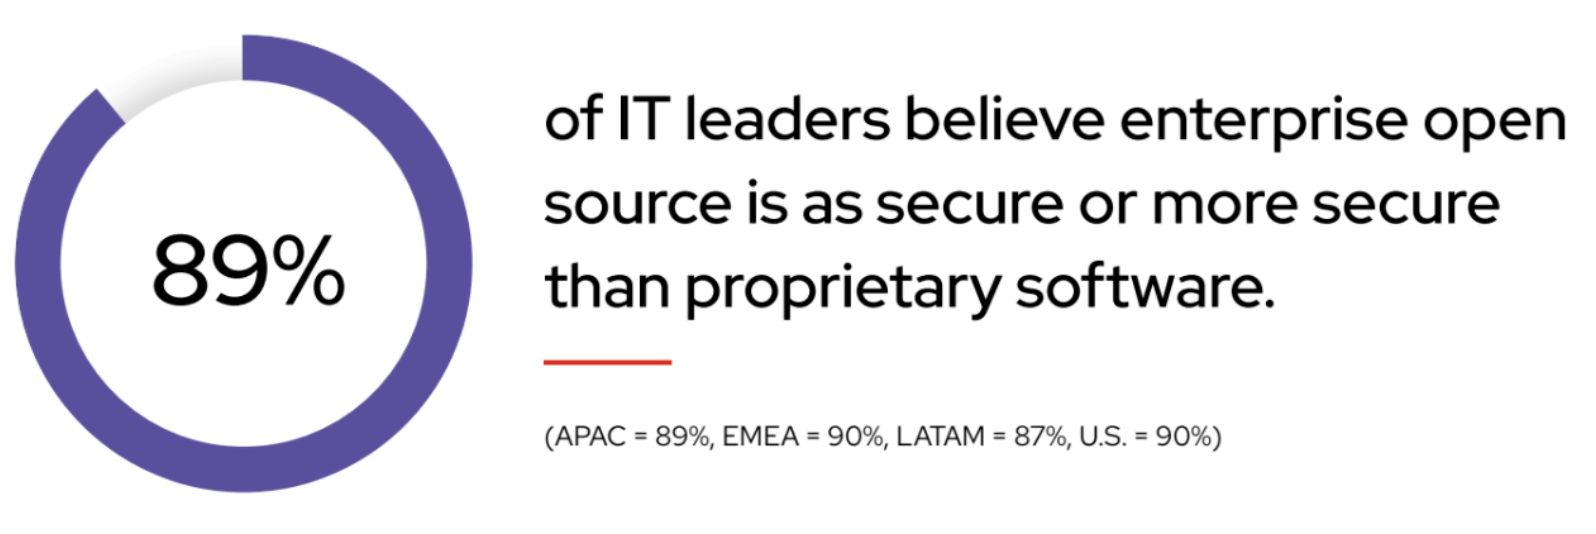 89%
of IT leaders believe enterprise open
source is as secure or more secure
than proprietary software.
(APAC = 89%, EMEA = 90%, LATAM = 87%, U.S. = 90%)